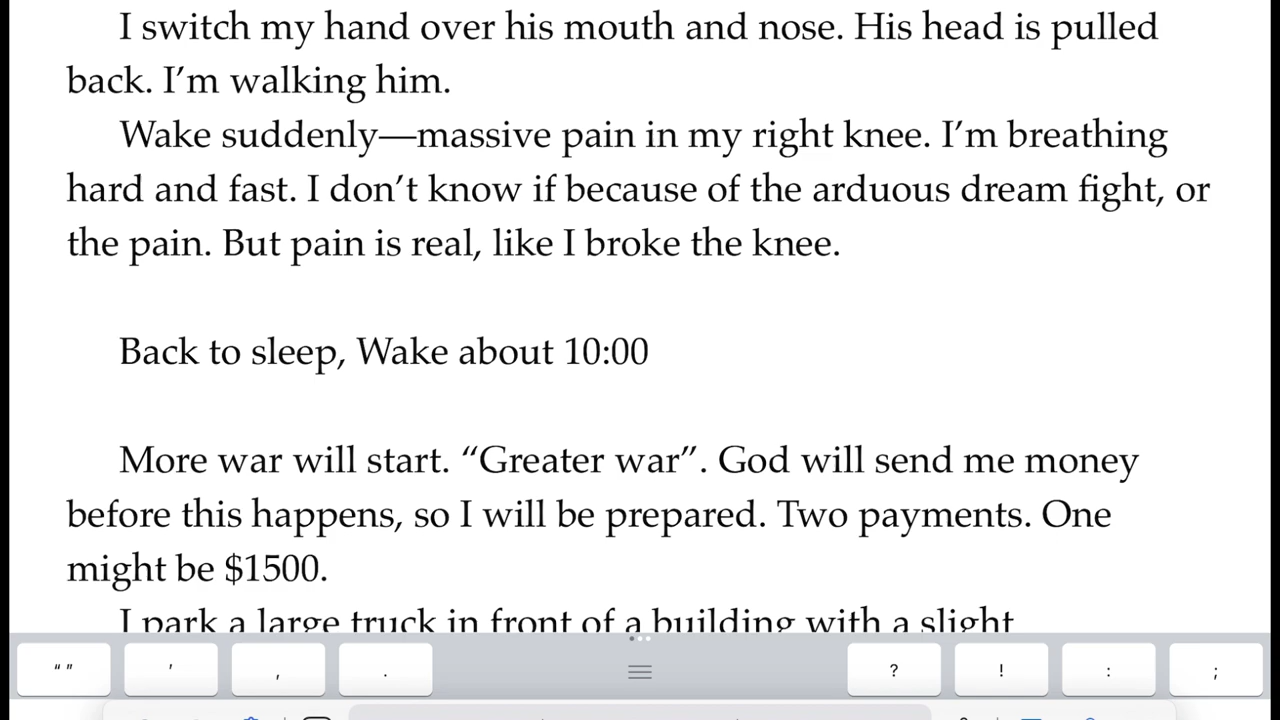 I switch my hand over his mouth and nose. His head is pulled
back. I’m walking him.
Wake suddenly—massive pain in my right knee. I’m breathing
hard and fast. I don’t know if because of the arduous dream fight, or
the pain. But pain is real, like I broke the knee.
Back to sleep, Wake about 10:00
More war will start. “Greater war”. God will send me money
before this happens, so I will be prepared. Two payments. One
might be $1500.
I park a large truck in front of a building with a slight
“ ” ’ , . ? ! : ;